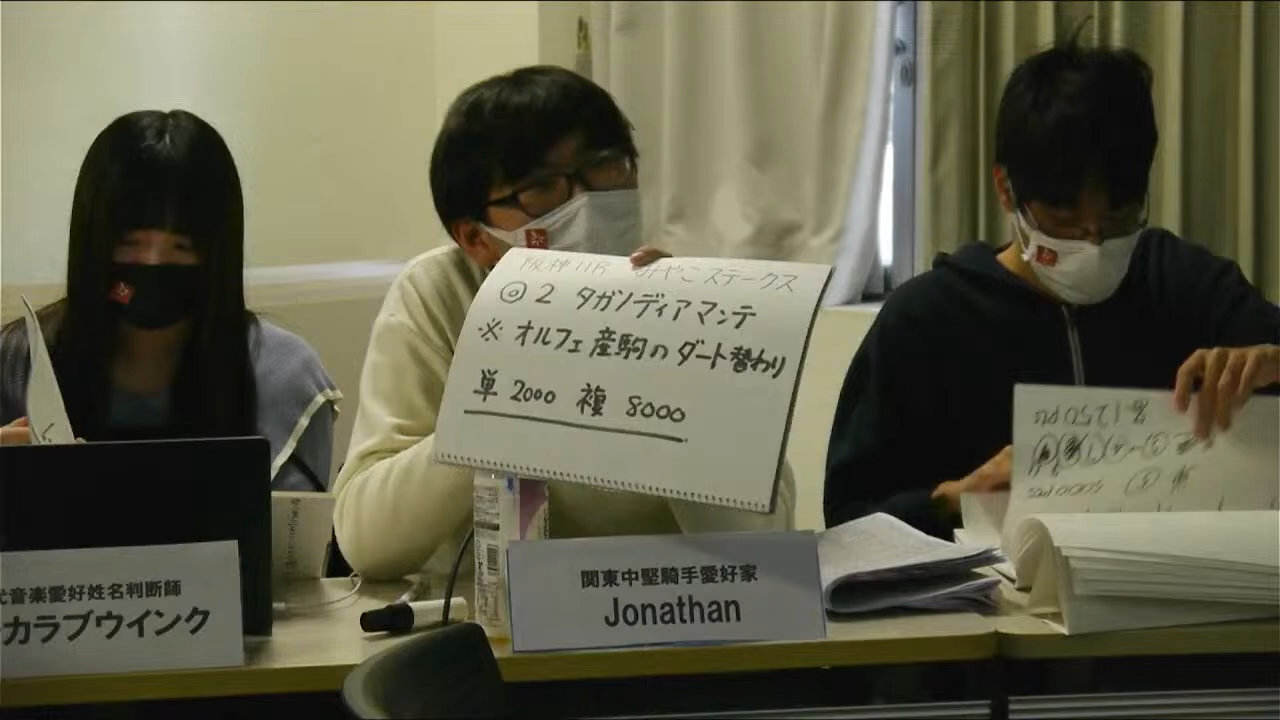 阪神11R みやこステークス
◎2 タガノディアマンテ
※ オルフェ産駒のダート替わり
単 2000 複 8000
代音楽愛好姓名判断師
カラブウインク
関東中堅騎手愛好家
Jonathan